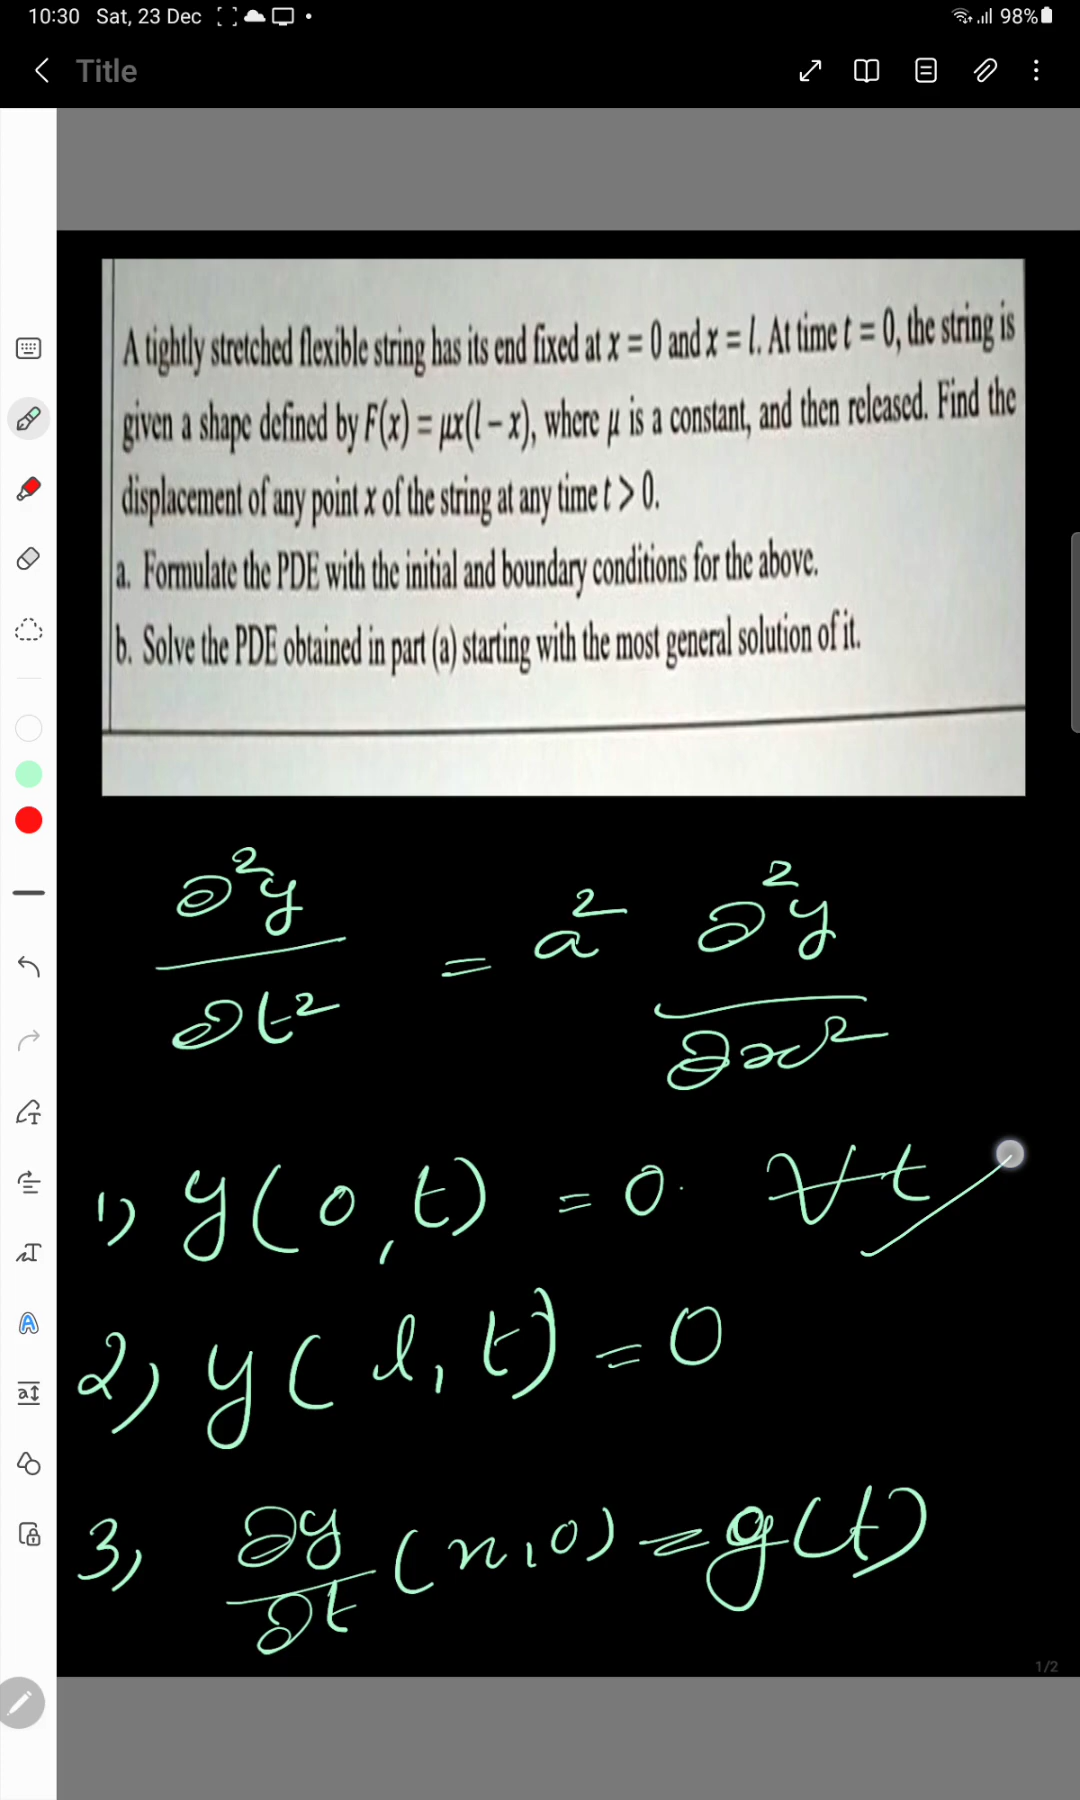 10:30 Sat, 23 Dec 98%
Title
A tightly stretched flexible string has its end fixed at x = 0 and x = l. At time t = 0, the string is
given a shape defined by F(x) = μx(l – x), where μ is a constant, and then released. Find the
displacement of any point x of the string at any time t > 0.
a. Formulate the PDE with the initial and boundary conditions for the above.
b. Solve the PDE obtained in part (a) starting with the most general solution of it.
∂²y/∂t² = a² ∂²y/∂x²
1) y(0,t) = 0. ∀t
2) y(l,t) = 0
3) ∂y/∂t (x,0) = g(t)
1/2